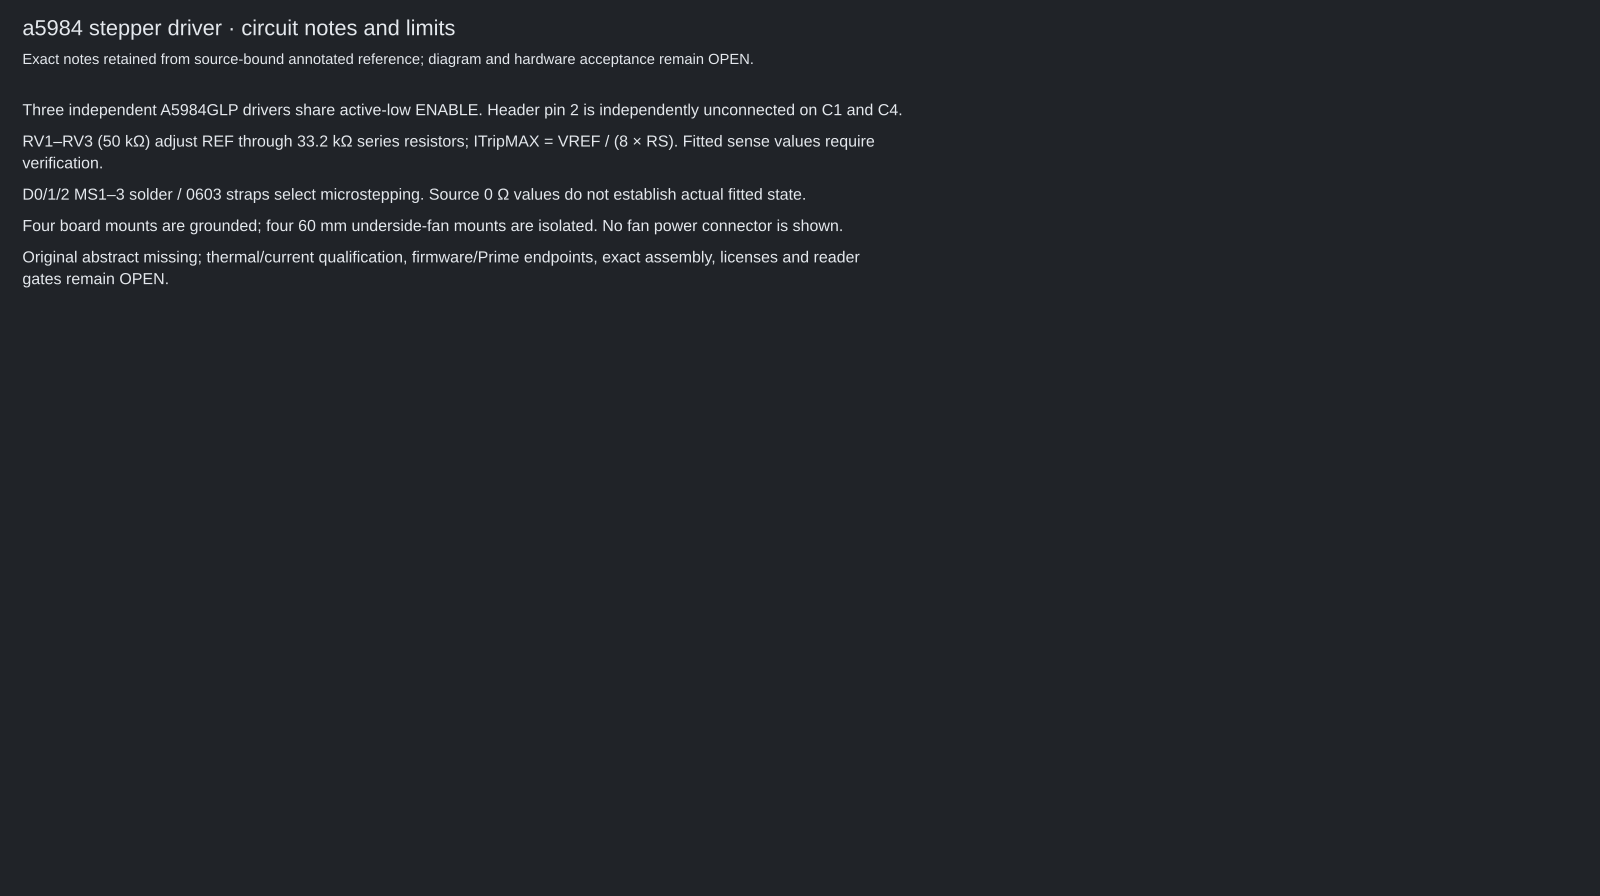 a5984 stepper driver · circuit notes and limits
Exact notes retained from source-bound annotated reference; diagram and hardware acceptance remain OPEN.
Three independent A5984GLP drivers share active-low ENABLE. Header pin 2 is independently unconnected on C1 and C4.
RV1–RV3 (50 kΩ) adjust REF through 33.2 kΩ series resistors; ITripMAX = VREF / (8 × RS). Fitted sense values require
verification.
D0/1/2 MS1–3 solder / 0603 straps select microstepping. Source 0 Ω values do not establish actual fitted state.
Four board mounts are grounded; four 60 mm underside-fan mounts are isolated. No fan power connector is shown.
Original abstract missing; thermal/current qualification, firmware/Prime endpoints, exact assembly, licenses and reader
gates remain OPEN.